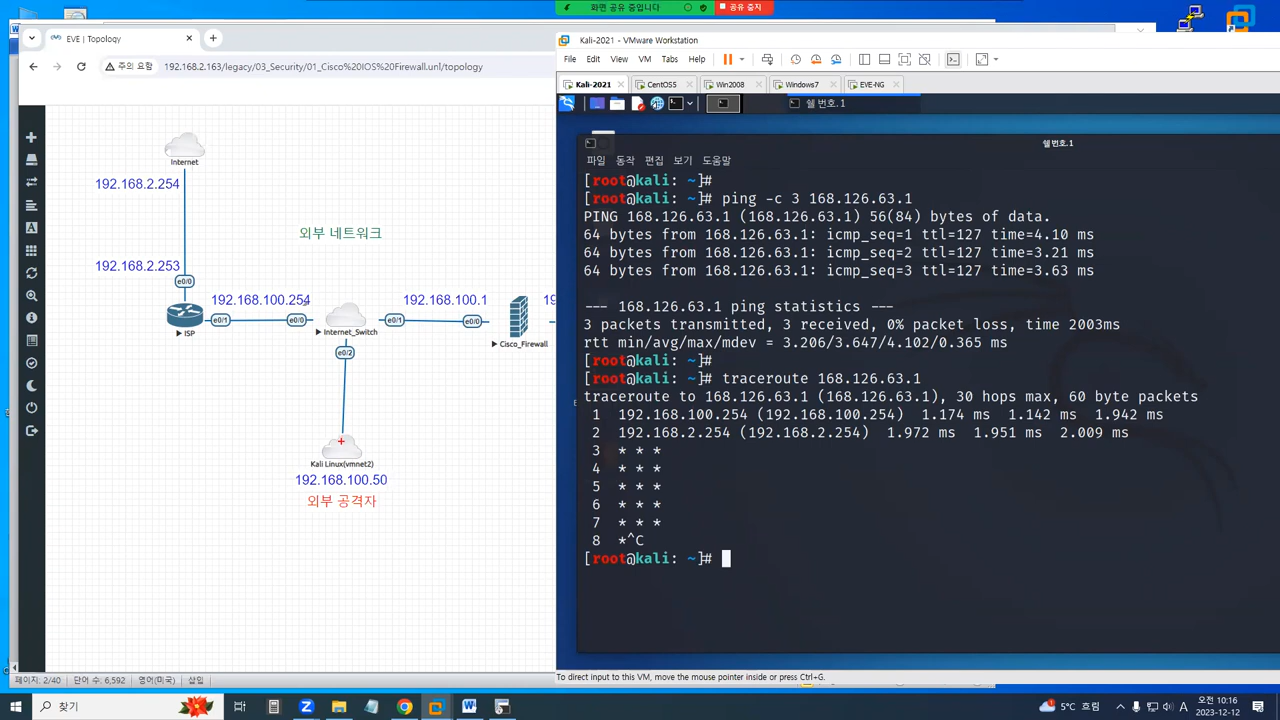 화면 공유 중입니다
공유 중지
EVE | Topology
주의 요함
192.168.2.163/legacy/03_Security/01_Cisco%20IOS%20Firewall.unl/topology
Internet
192.168.2.254
외부 네트워크
192.168.2.253
e0/0
192.168.100.254
192.168.100.1
ISP
e0/1
e0/0
Internet_Switch
e0/1
e0/0
Cisco_Firewall
e0/2
Kali Linux(vmnet2)
192.168.100.50
외부 공격자
페이지: 2/40
단어 수: 6,592
영어(미국)
삽입
Kali-2021 - VMware Workstation
File Edit View VM Tabs Help
Kali-2021
CentOS5
Win2008
Windows7
EVE-NG
쉘 번호.1
쉘번호.1
파일 동작 편집 보기 도움말
[root@kali: ~]#
[root@kali: ~]# ping -c 3 168.126.63.1
PING 168.126.63.1 (168.126.63.1) 56(84) bytes of data.
64 bytes from 168.126.63.1: icmp_seq=1 ttl=127 time=4.10 ms
64 bytes from 168.126.63.1: icmp_seq=2 ttl=127 time=3.21 ms
64 bytes from 168.126.63.1: icmp_seq=3 ttl=127 time=3.63 ms
--- 168.126.63.1 ping statistics ---
3 packets transmitted, 3 received, 0% packet loss, time 2003ms
rtt min/avg/max/mdev = 3.206/3.647/4.102/0.365 ms
[root@kali: ~]#
[root@kali: ~]# traceroute 168.126.63.1
traceroute to 168.126.63.1 (168.126.63.1), 30 hops max, 60 byte packets
1 192.168.100.254 (192.168.100.254) 1.174 ms 1.142 ms 1.942 ms
2 192.168.2.254 (192.168.2.254) 1.972 ms 1.951 ms 2.009 ms
3 * * *
4 * * *
5 * * *
6 * * *
7 * * *
8 *^C
[root@kali: ~]#
To direct input to this VM, move the mouse pointer inside or press Ctrl+G.
찾기
5°C 흐림
A
오전 10:16
2023-12-12